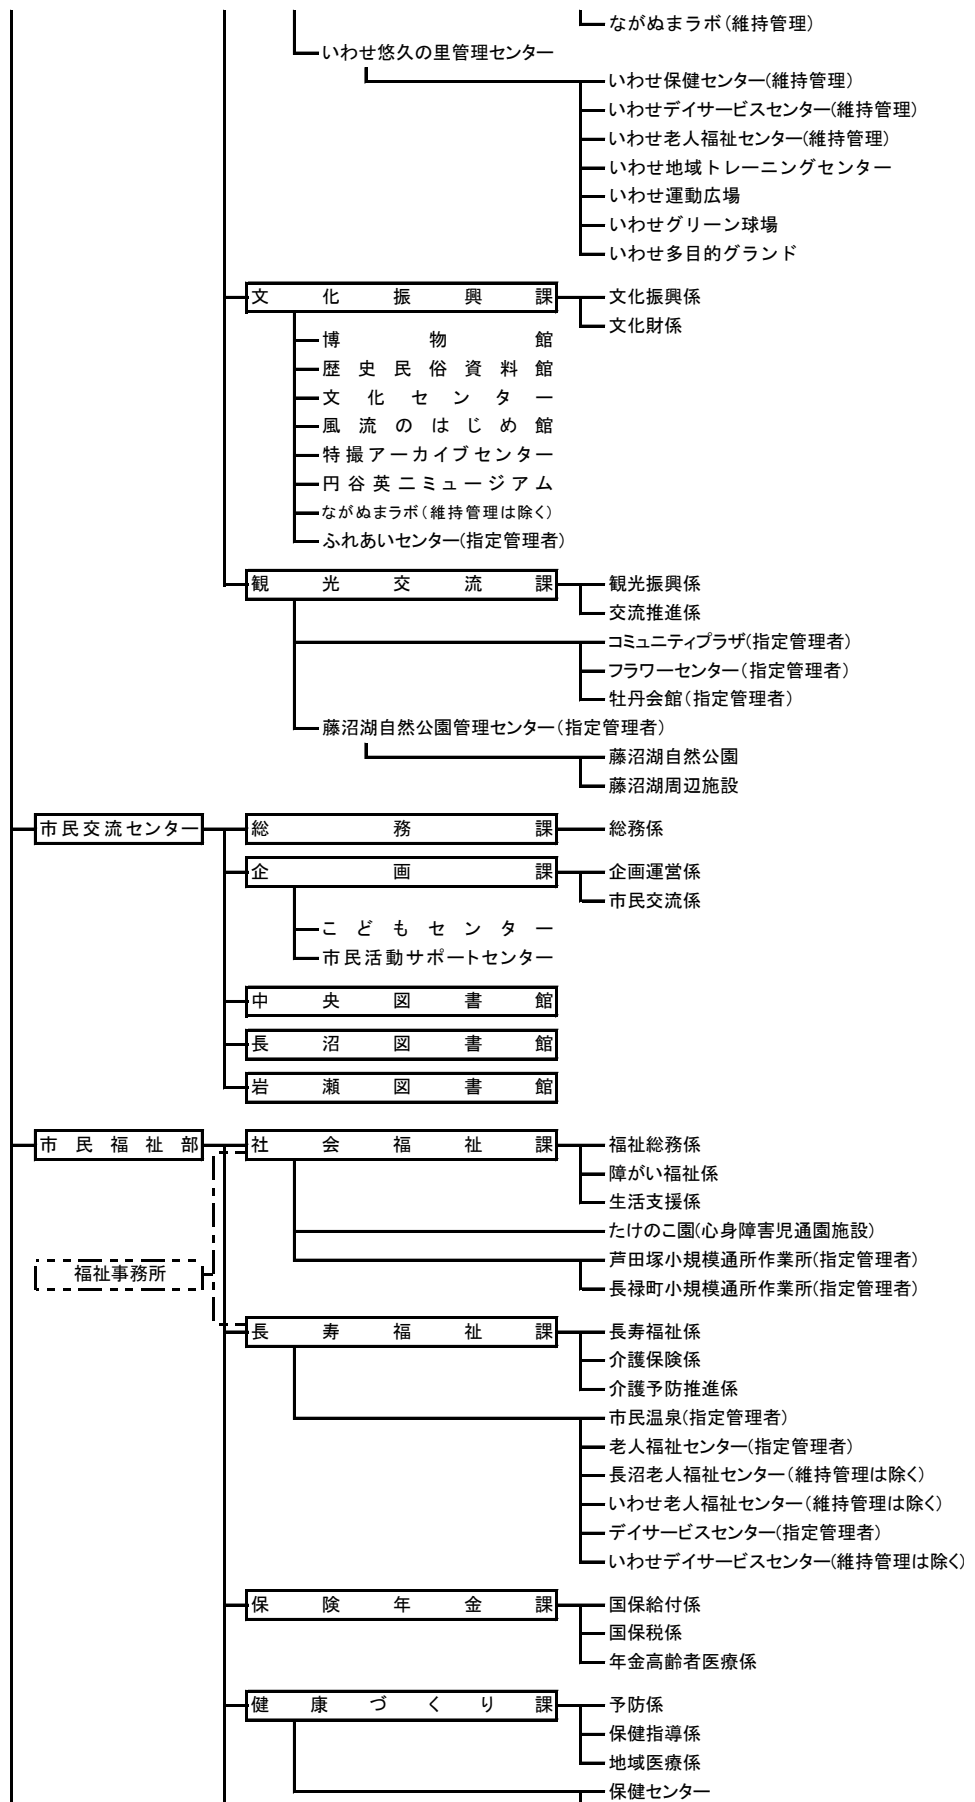 ながぬまラボ(維持管理)
いわせ悠久の里管理センター
いわせ保健センター(維持管理)
いわせデイサービスセンター(維持管理)
いわせ老人福祉センター(維持管理)
いわせ地域トレーニングセンター
いわせ運動広場
いわせグリーン球場
いわせ多目的グランド
文化振興課 文化振興係
文化財係
博物館
歴史民俗資料館
文化センター
風流のはじめ館
特撮アーカイブセンター
円谷英二ミュージアム
ながぬまラボ(維持管理は除く)
ふれあいセンター(指定管理者)
観光交流課 観光振興係
交流推進係
コミュニティプラザ(指定管理者)
フラワーセンター(指定管理者)
牡丹会館(指定管理者)
藤沼湖自然公園管理センター(指定管理者)
藤沼湖自然公園
藤沼湖周辺施設
市民交流センター 総務課 総務係
企画課 企画運営係
市民交流係
こどもセンター
市民活動サポートセンター
中央図書館
長沼図書館
岩瀬図書館
市民福祉部 社会福祉課 福祉総務係
障がい福祉係
生活支援係
たけのこ園(心身障害児通園施設)
芦田塚小規模通所作業所(指定管理者)
福祉事務所
長禄町小規模通所作業所(指定管理者)
長寿福祉課 長寿福祉係
介護保険係
介護予防推進係
市民温泉(指定管理者)
老人福祉センター(指定管理者)
長沼老人福祉センター(維持管理は除く)
いわせ老人福祉センター(維持管理は除く)
デイサービスセンター(指定管理者)
いわせデイサービスセンター(維持管理は除く)
保険年金課 国保給付係
国保税係
年金高齢者医療係
健康づくり課 予防係
保健指導係
地域医療係
保健センター